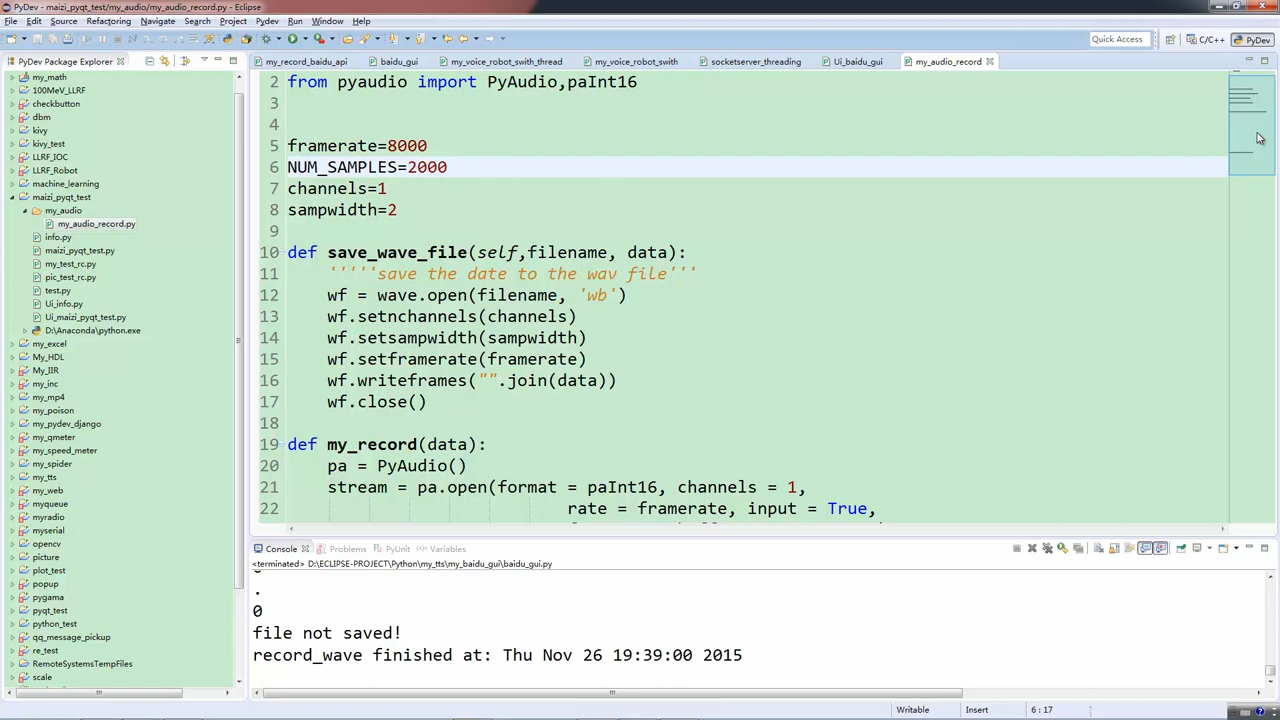 PyDev - maizi_pyqt_test/my_audio/my_audio_record.py - Eclipse
File Edit Source Refactoring Navigate Search Project Pydev Run Window Help
Quick Access C/C++ PyDev
PyDev Package Explorer
my_math
100MeV_LLRF
checkbutton
dbm
kivy
kivy_test
LLRF_IOC
LLRF_Robot
machine_learning
maizi_pyqt_test
my_audio
my_audio_record.py
info.py
maizi_pyqt_test.py
my_test_rc.py
pic_test_rc.py
test.py
Ui_info.py
Ui_maizi_pyqt_test.py
D:\Anaconda\python.exe
my_excel
My_HDL
My_IIR
my_inc
my_mp4
my_poison
my_pydev_django
my_qmeter
my_speed_meter
my_spider
my_tts
my_web
myqueue
myradio
myserial
opencv
picture
plot_test
popup
pygama
pyqt_test
python_test
qq_message_pickup
re_test
RemoteSystemsTempFiles
scale
my_record_baidu_api baidu_gui my_voice_robot_swith_thread my_voice_robot_swith socketserver_threading Ui_baidu_gui my_audio_record
2 from pyaudio import PyAudio,paInt16
3
4
5 framerate=8000
6 NUM_SAMPLES=2000
7 channels=1
8 sampwidth=2
9
10 def save_wave_file(self,filename, data):
11 '''''save the date to the wav file'''
12 wf = wave.open(filename, 'wb')
13 wf.setnchannels(channels)
14 wf.setsampwidth(sampwidth)
15 wf.setframerate(framerate)
16 wf.writeframes("".join(data))
17 wf.close()
18
19 def my_record(data):
20 pa = PyAudio()
21 stream = pa.open(format = paInt16, channels = 1,
22 rate = framerate, input = True,
Console Problems PyUnit Variables
<terminated> D:\ECLIPSE-PROJECT\Python\my_tts\my_baidu_gui\baidu_gui.py
.
0
file not saved!
record_wave finished at: Thu Nov 26 19:39:00 2015
Writable Insert 6 : 17